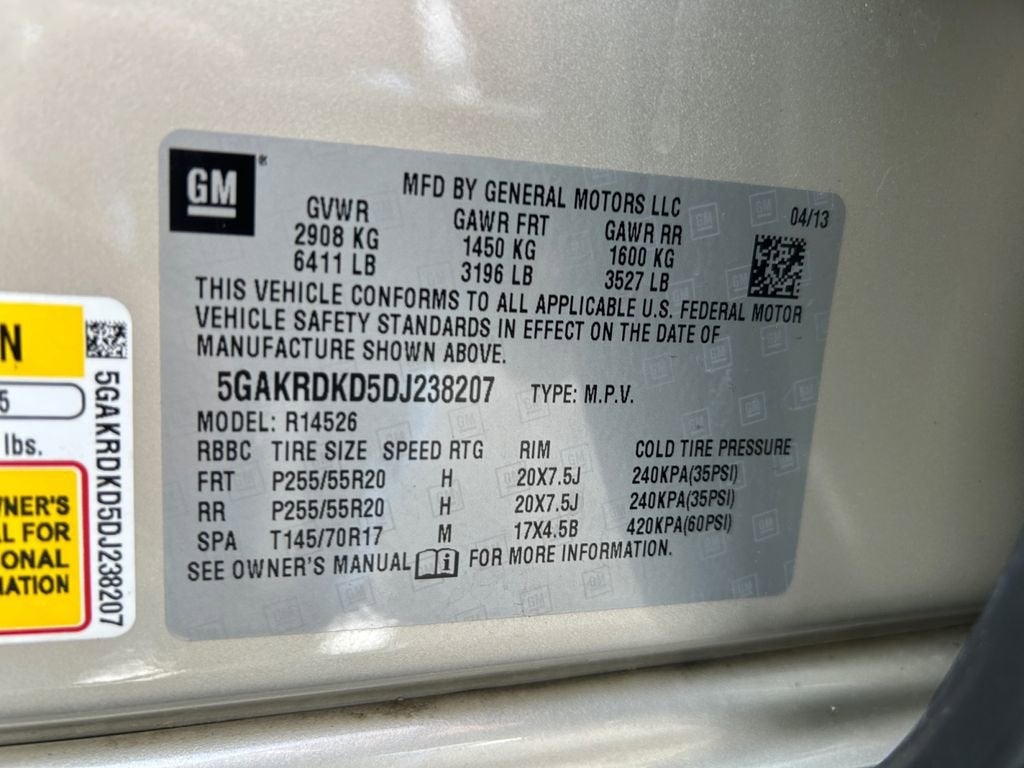 GM
®
MFD BY GENERAL MOTORS LLC
04/13
GVWR GAWR FRT GAWR RR
2908 KG 1450 KG 1600 KG
6411 LB 3196 LB 3527 LB
THIS VEHICLE CONFORMS TO ALL APPLICABLE U.S. FEDERAL MOTOR
VEHICLE SAFETY STANDARDS IN EFFECT ON THE DATE OF
MANUFACTURE SHOWN ABOVE.
5GAKRDKD5DJ238207 TYPE: M.P.V.
MODEL: R14526
RBBC TIRE SIZE SPEED RTG RIM COLD TIRE PRESSURE
FRT P255/55R20 H 20X7.5J 240KPA(35PSI)
RR P255/55R20 H 20X7.5J 240KPA(35PSI)
SPA T145/70R17 M 17X4.5B 420KPA(60PSI)
SEE OWNER'S MANUAL i FOR MORE INFORMATION.
N
5
lbs.
NER'S
L FOR
ONAL
ATION
5GAKRDKD5DJ238207